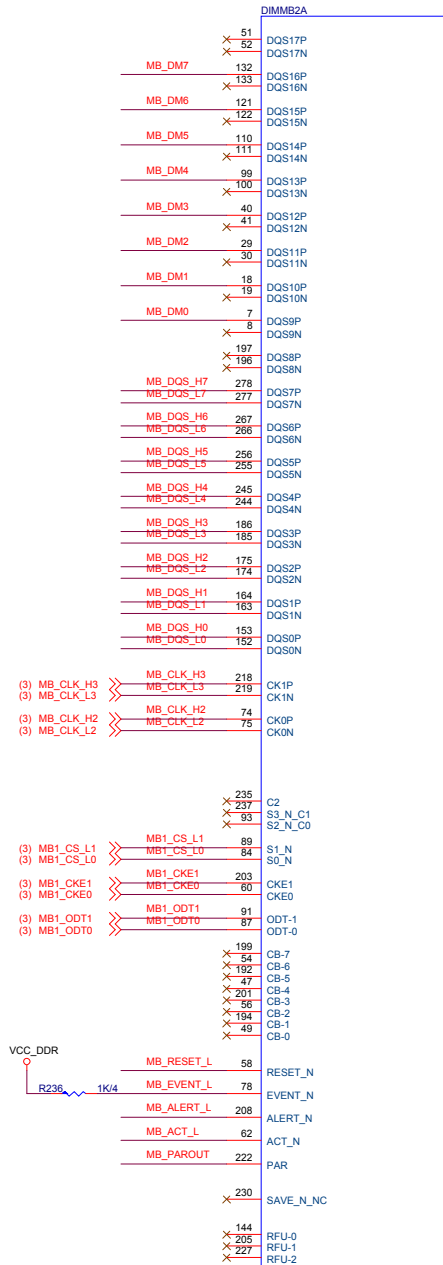 DIMMB2A
51 DQS17P
52 DQS17N
MB_DM7 132 DQS16P
133 DQS16N
MB_DM6 121 DQS15P
122 DQS15N
MB_DM5 110 DQS14P
111 DQS14N
MB_DM4 99 DQS13P
100 DQS13N
MB_DM3 40 DQS12P
41 DQS12N
MB_DM2 29 DQS11P
30 DQS11N
MB_DM1 18 DQS10P
19 DQS10N
MB_DM0 7 DQS9P
8 DQS9N
197 DQS8P
196 DQS8N
MB_DQS_H7 278 DQS7P
MB_DQS_L7 277 DQS7N
MB_DQS_H6 267 DQS6P
MB_DQS_L6 266 DQS6N
MB_DQS_H5 256 DQS5P
MB_DQS_L5 255 DQS5N
MB_DQS_H4 245 DQS4P
MB_DQS_L4 244 DQS4N
MB_DQS_H3 186 DQS3P
MB_DQS_L3 185 DQS3N
MB_DQS_H2 175 DQS2P
MB_DQS_L2 174 DQS2N
MB_DQS_H1 164 DQS1P
MB_DQS_L1 163 DQS1N
MB_DQS_H0 153 DQS0P
MB_DQS_L0 152 DQS0N
(3) MB_CLK_H3 MB_CLK_H3 218 CK1P
(3) MB_CLK_L3 MB_CLK_L3 219 CK1N
(3) MB_CLK_H2 MB_CLK_H2 74 CK0P
(3) MB_CLK_L2 MB_CLK_L2 75 CK0N
235 C2
237 S3_N_C1
93 S2_N_C0
(3) MB1_CS_L1 MB1_CS_L1 89 S1_N
(3) MB1_CS_L0 MB1_CS_L0 84 S0_N
(3) MB1_CKE1 MB1_CKE1 203 CKE1
(3) MB1_CKE0 MB1_CKE0 60 CKE0
(3) MB1_ODT1 MB1_ODT1 91 ODT-1
(3) MB1_ODT0 MB1_ODT0 87 ODT-0
199 CB-7
54 CB-6
192 CB-5
47 CB-4
201 CB-3
56 CB-2
194 CB-1
49 CB-0
VCC_DDR
MB_RESET_L 58 RESET_N
R236 1K/4 MB_EVENT_L 78 EVENT_N
MB_ALERT_L 208 ALERT_N
MB_ACT_L 62 ACT_N
MB_PAROUT 222 PAR
230 SAVE_N_NC
144 RFU-0
205 RFU-1
227 RFU-2